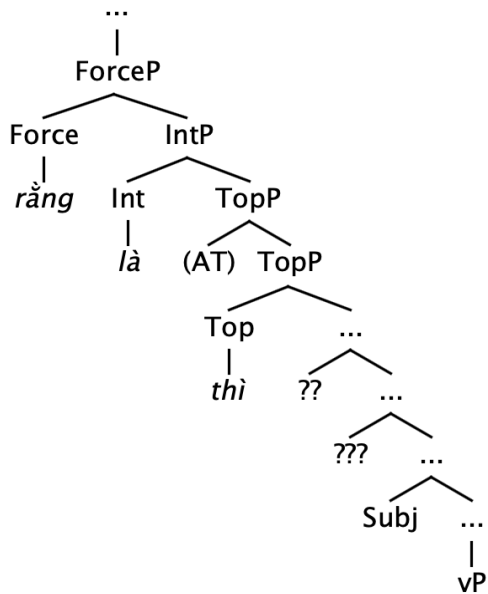 ...
ForceP
Force IntP
rằng Int TopP
là (AT) TopP
Top ...
thì ?? ...
??? ...
Subj ...
vP